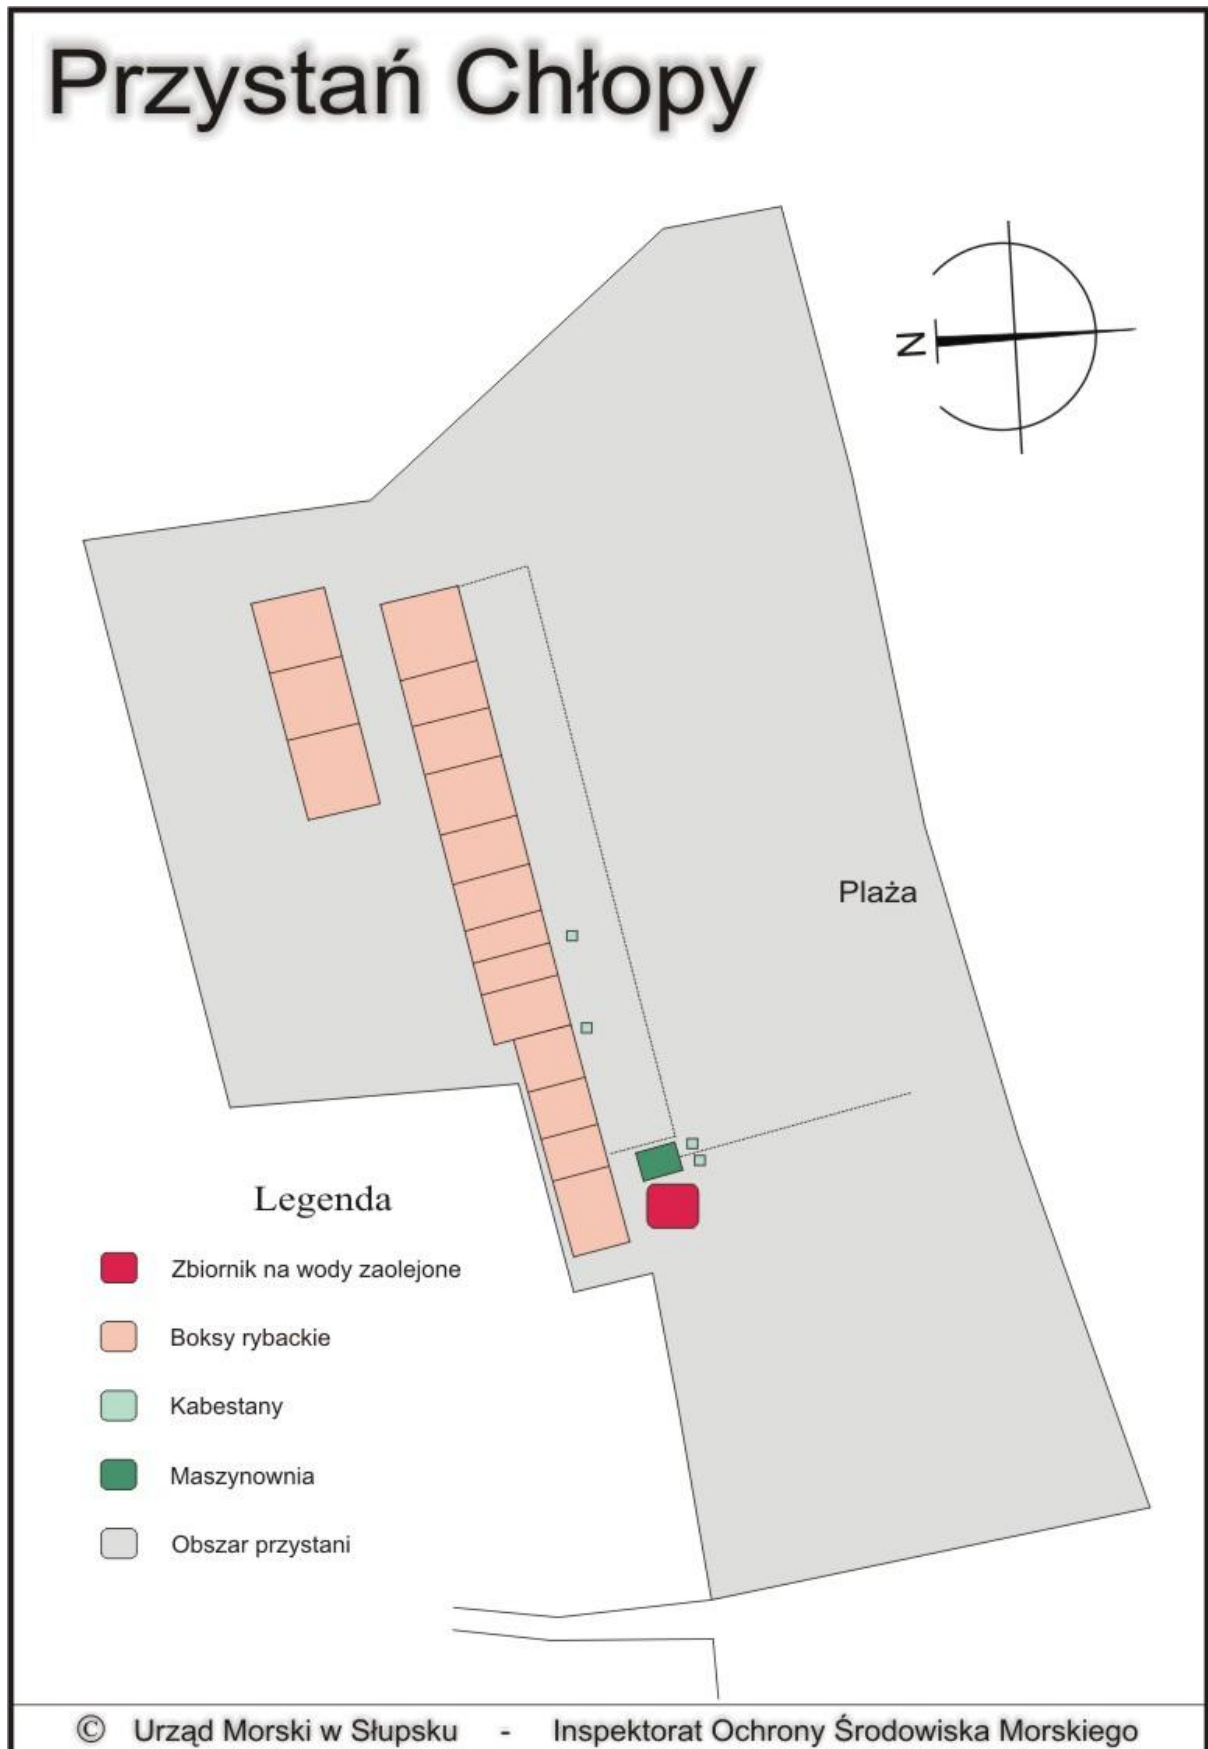 Przystań Chłopy
N
Plaża
Legenda
Zbiornik na wody zaolejone
Boksy rybackie
Kabestany
Maszynownia
Obszar przystani
© Urząd Morski w Słupsku - Inspektorat Ochrony Środowiska Morskiego